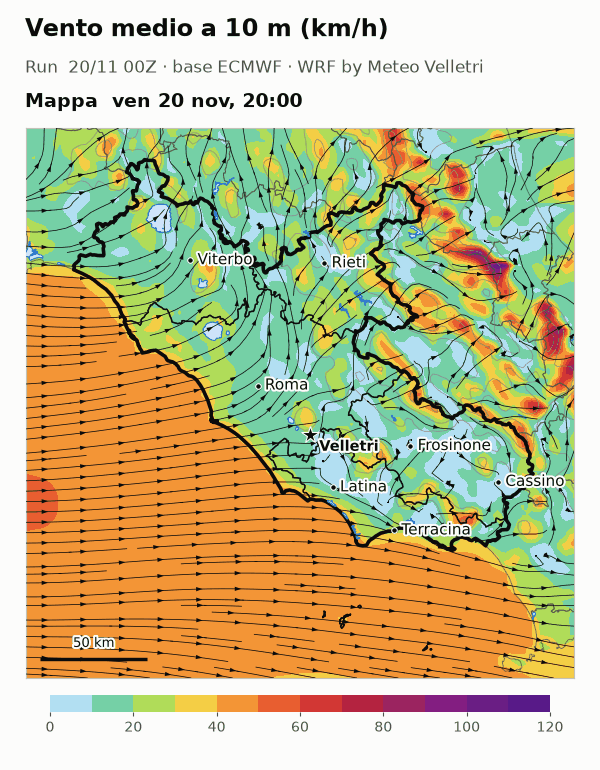 Vento medio a 10 m (km/h)
Run  20/11 00Z · base ECMWF · WRF by Meteo Velletri
Mappa  ven 20 nov, 20:00
Viterbo
Rieti
Roma
Velletri
Frosinone
Cassino
Latina
Terracina
50 km
0 20 40 60 80 100 120